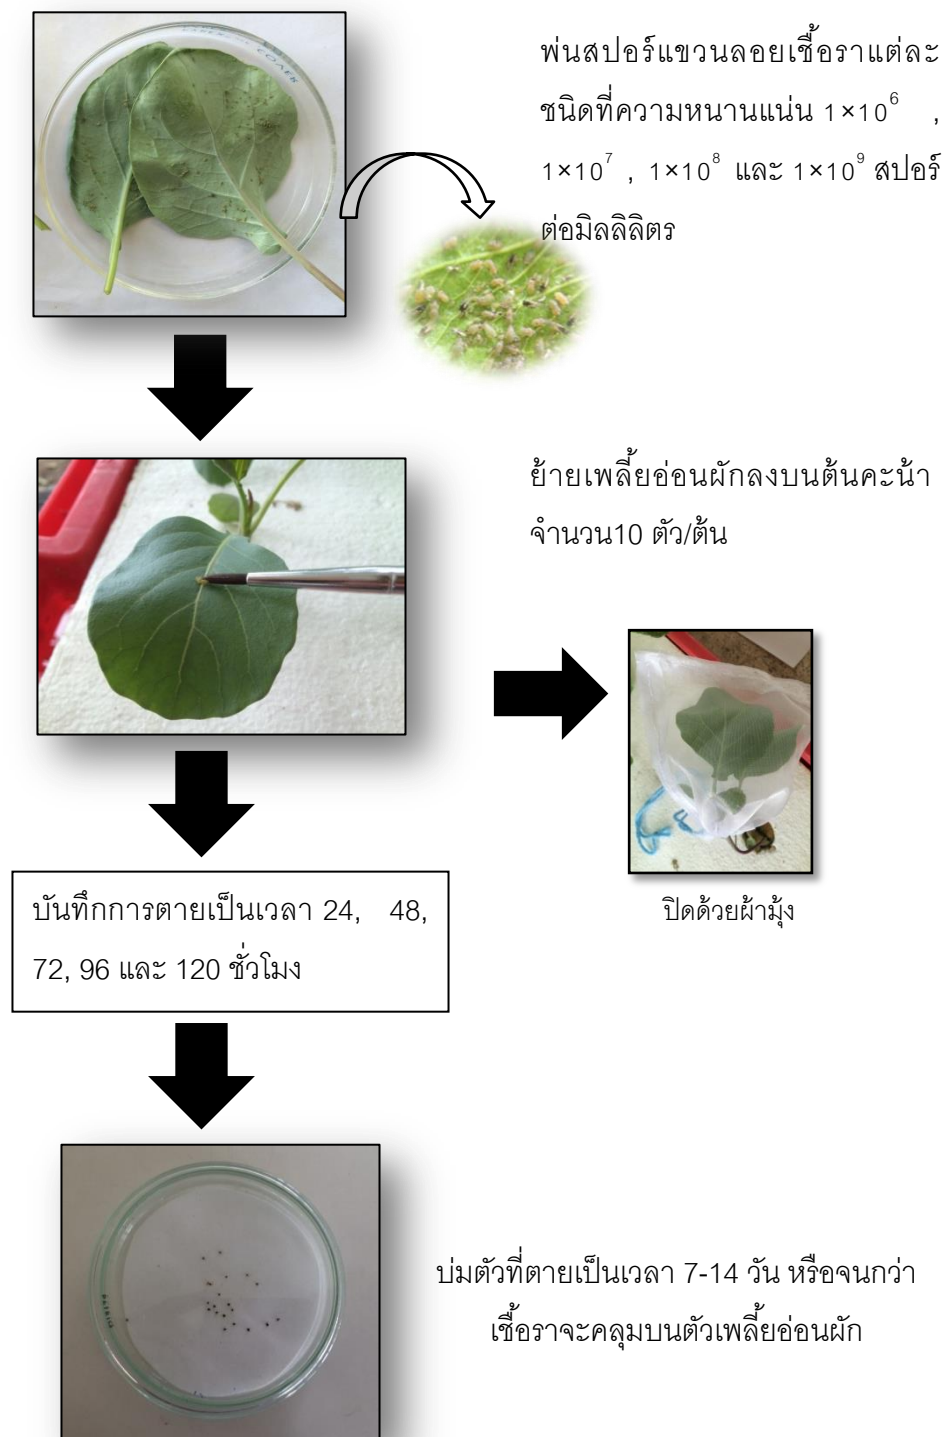 พ่นสปอร์แขวนลอยเชื้อราแต่ละ
ชนิดที่ความหนาแน่น 1×10⁶ ,
1×10⁷ , 1×10⁸ และ 1×10⁹ สปอร์
ต่อมิลลิลิตร
ย้ายเพลี้ยอ่อนผักลงบนต้นคะน้า
จำนวน10 ตัว/ต้น
ปิดด้วยผ้ามุ้ง
บันทึกการตายเป็นเวลา 24, 48,
72, 96 และ 120 ชั่วโมง
บ่มตัวที่ตายเป็นเวลา 7-14 วัน หรือจนกว่า
เชื้อราจะคลุมบนตัวเพลี้ยอ่อนผัก